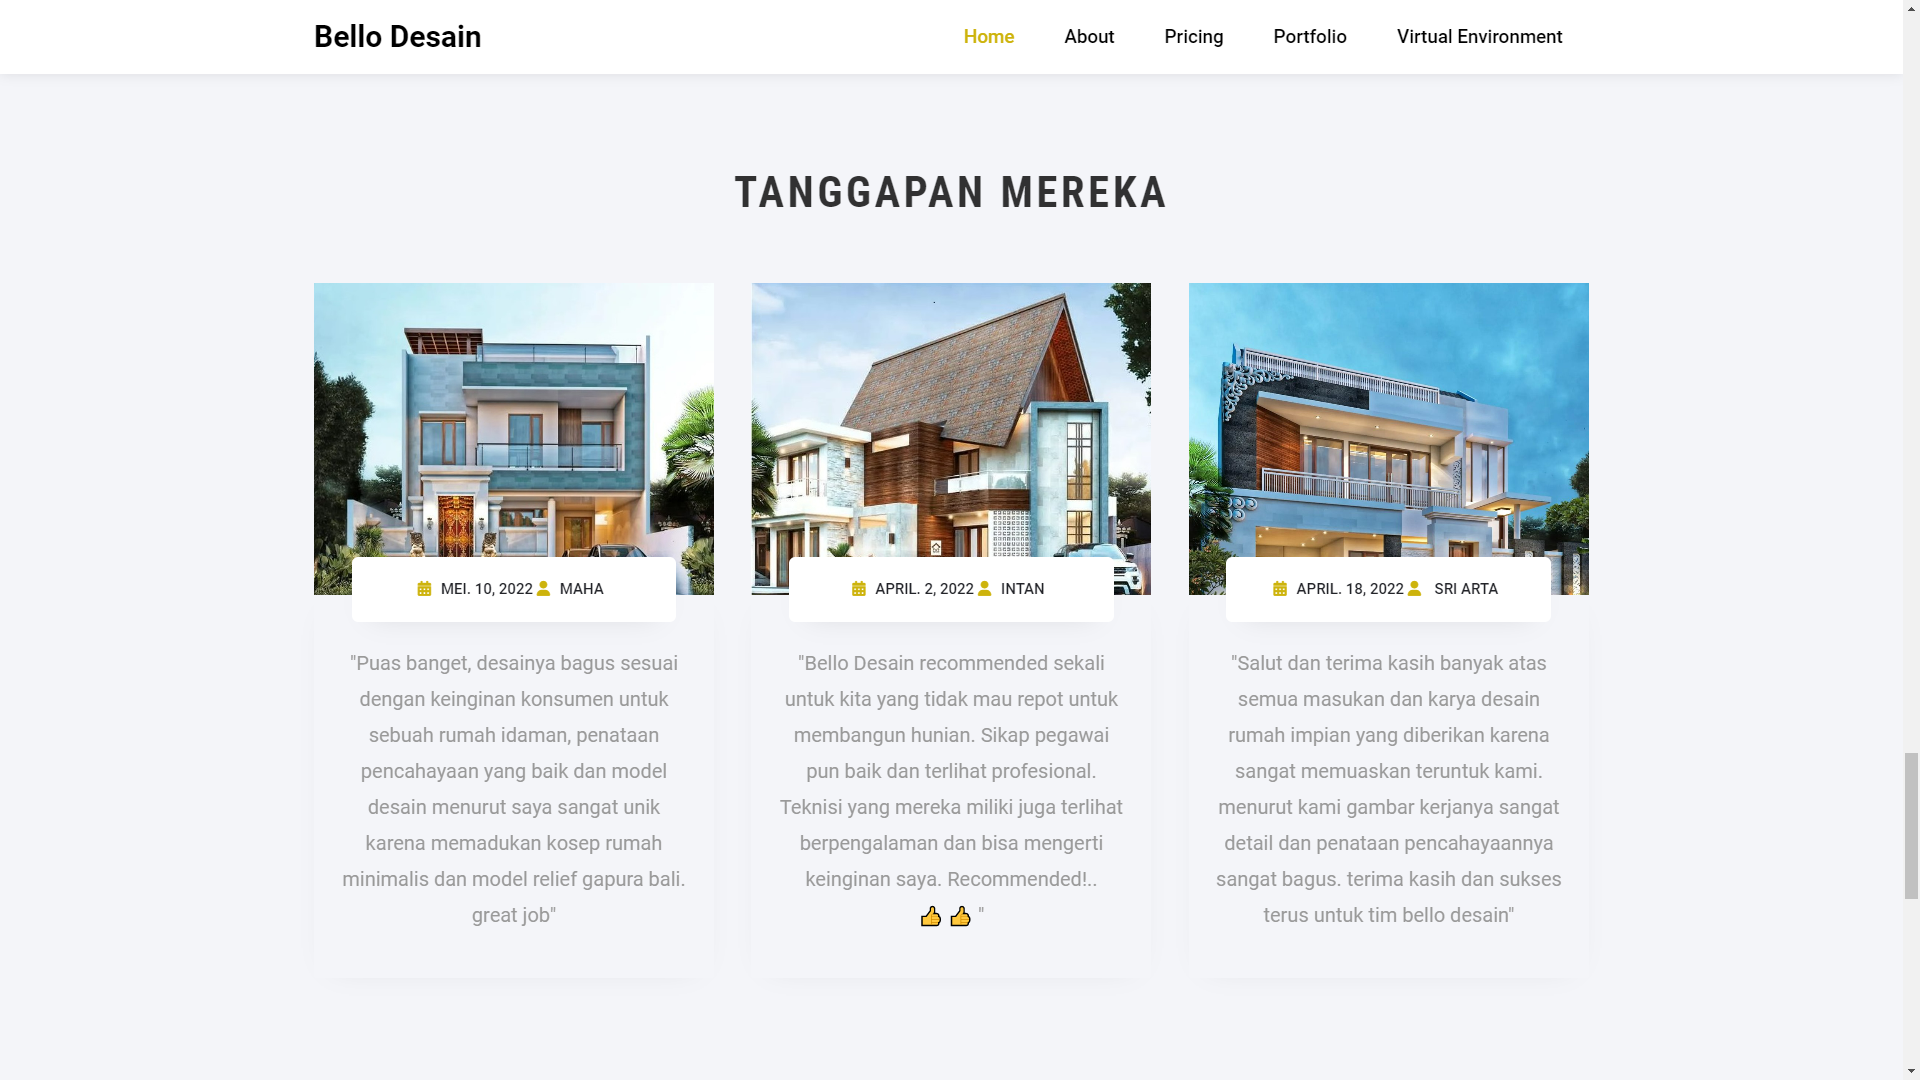 Bello Desain
Home About Pricing Portfolio Virtual Environment
TANGGAPAN MEREKA
MEI. 10, 2022 MAHA
"Puas banget, desainya bagus sesuai
dengan keinginan konsumen untuk
sebuah rumah idaman, penataan
pencahayaan yang baik dan model
desain menurut saya sangat unik
karena memadukan kosep rumah
minimalis dan model relief gapura bali.
great job"
APRIL. 2, 2022 INTAN
"Bello Desain recommended sekali
untuk kita yang tidak mau repot untuk
membangun hunian. Sikap pegawai
pun baik dan terlihat profesional.
Teknisi yang mereka miliki juga terlihat
berpengalaman dan bisa mengerti
keinginan saya. Recommended!..
👍 👍 "
APRIL. 18, 2022 SRI ARTA
"Salut dan terima kasih banyak atas
semua masukan dan karya desain
rumah impian yang diberikan karena
sangat memuaskan teruntuk kami.
menurut kami gambar kerjanya sangat
detail dan penataan pencahayaannya
sangat bagus. terima kasih dan sukses
terus untuk tim bello desain"